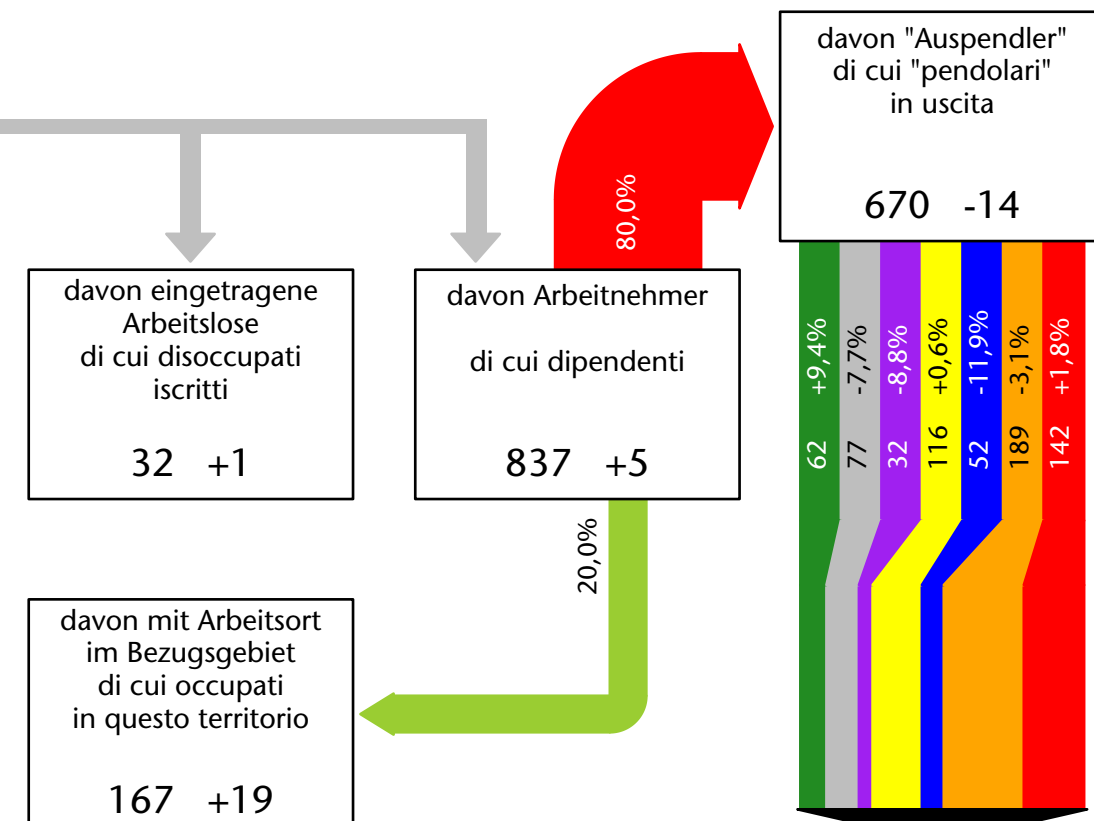 davon "Auspendler"
di cui "pendolari"
in uscita
670 -14
80,0%
davon eingetragene
Arbeitslose
di cui disoccupati
iscritti
32 +1
davon Arbeitnehmer
di cui dipendenti
837 +5
62 +9,4%
77 -7,7%
32 -8,8%
116 +0,6%
52 -11,9%
189 -3,1%
142 +1,8%
20,0%
davon mit Arbeitsort
im Bezugsgebiet
di cui occupati
in questo territorio
167 +19